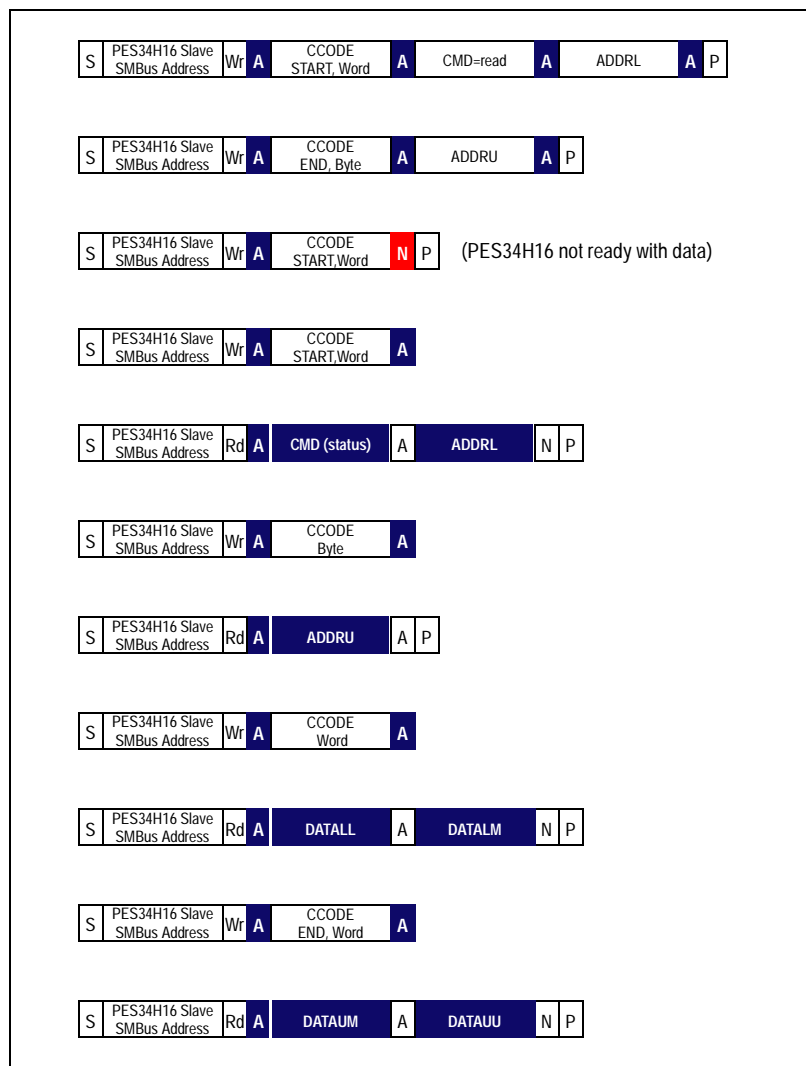 S PES34H16 Slave SMBus Address Wr A CCODE START, Word A CMD=read A ADDRL A P
S PES34H16 Slave SMBus Address Wr A CCODE END, Byte A ADDRU A P
S PES34H16 Slave SMBus Address Wr A CCODE START,Word N P (PES34H16 not ready with data)
S PES34H16 Slave SMBus Address Wr A CCODE START,Word A
S PES34H16 Slave SMBus Address Rd A CMD (status) A ADDRL N P
S PES34H16 Slave SMBus Address Wr A CCODE Byte A
S PES34H16 Slave SMBus Address Rd A ADDRU A P
S PES34H16 Slave SMBus Address Wr A CCODE Word A
S PES34H16 Slave SMBus Address Rd A DATALL A DATALM N P
S PES34H16 Slave SMBus Address Wr A CCODE END, Word A
S PES34H16 Slave SMBus Address Rd A DATAUM A DATAUU N P